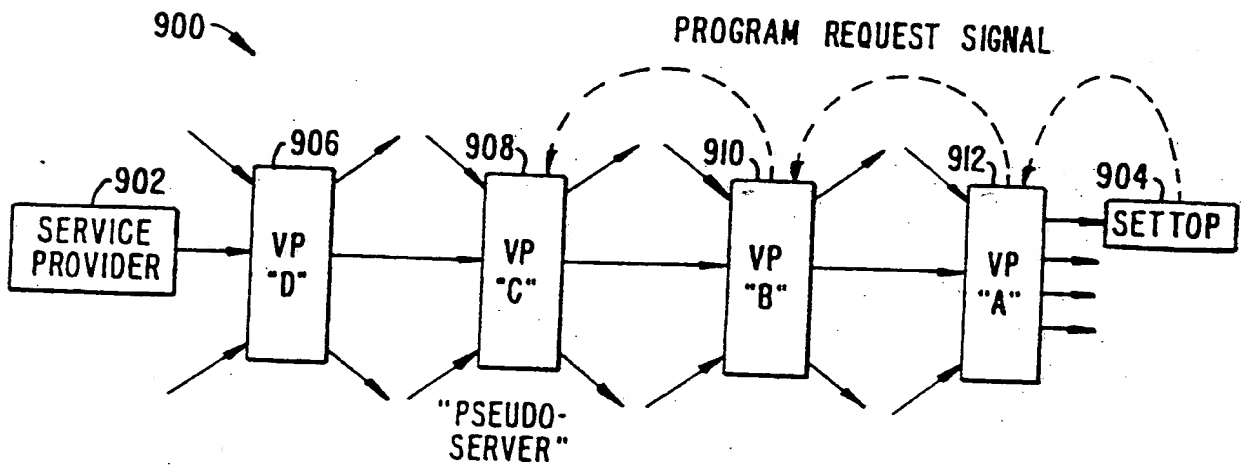 900
PROGRAM REQUEST SIGNAL
902
SERVICE
PROVIDER
906
VP
"D"
908
VP
"C"
"PSEUDO-
SERVER"
910
VP
"B"
912
VP
"A"
904
SETTOP